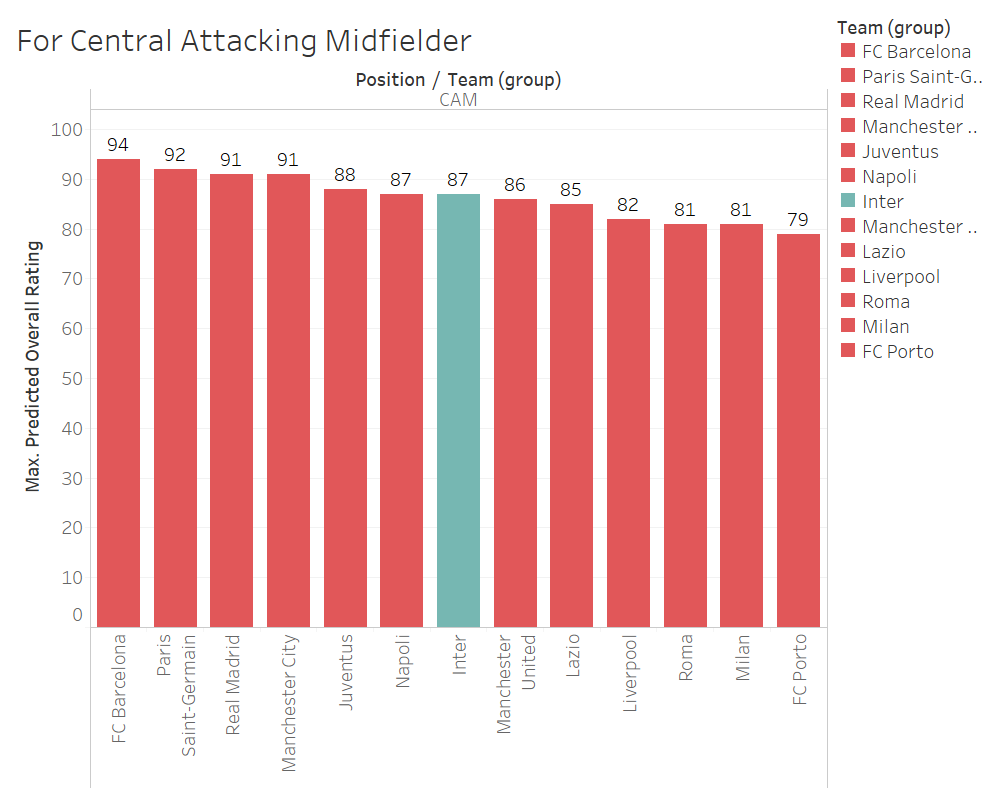 For Central Attacking Midfielder
Position / Team (group)
CAM
Max. Predicted Overall Rating
100
90
80
70
60
50
40
30
20
10
0
94
92
91
91
88
87
87
86
85
82
81
81
79
FC Barcelona
Paris
Saint-Germain
Real Madrid
Manchester City
Juventus
Napoli
Inter
Manchester
United
Lazio
Liverpool
Roma
Milan
FC Porto
Team (group)
FC Barcelona
Paris Saint-G..
Real Madrid
Manchester ..
Juventus
Napoli
Inter
Manchester ..
Lazio
Liverpool
Roma
Milan
FC Porto